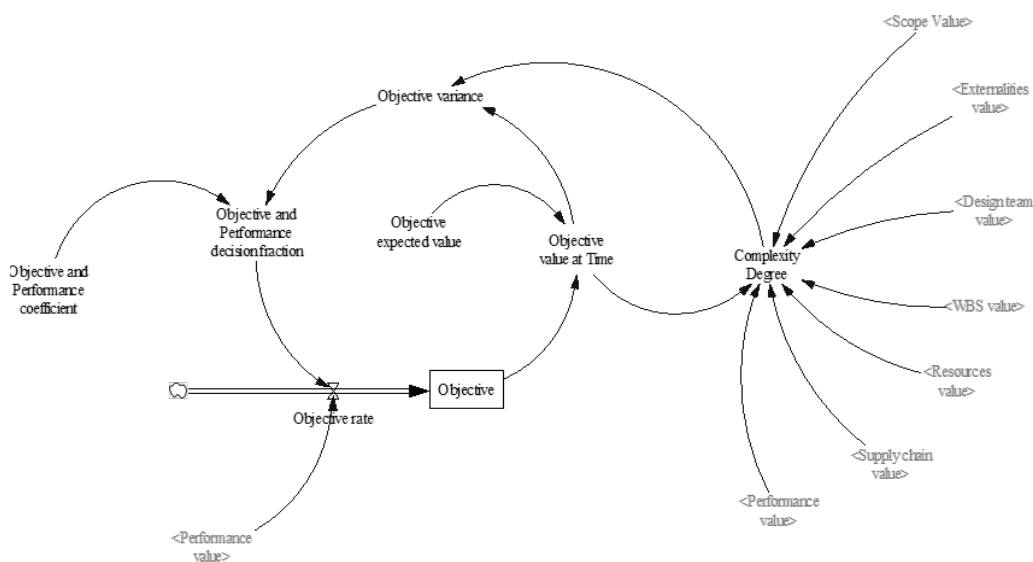 <Scope Value>
<Externalities
value>
Objective variance
<Design team
value>
Objective and
Performance
decision fraction
Objective
expected value
Objective
value at Time
Complexity
Degree
Objective and
Performance
coefficient
<WBS value>
<Resources
value>
Objective
Objective rate
<Supply chain
value>
<Performance
value>
<Performance
value>